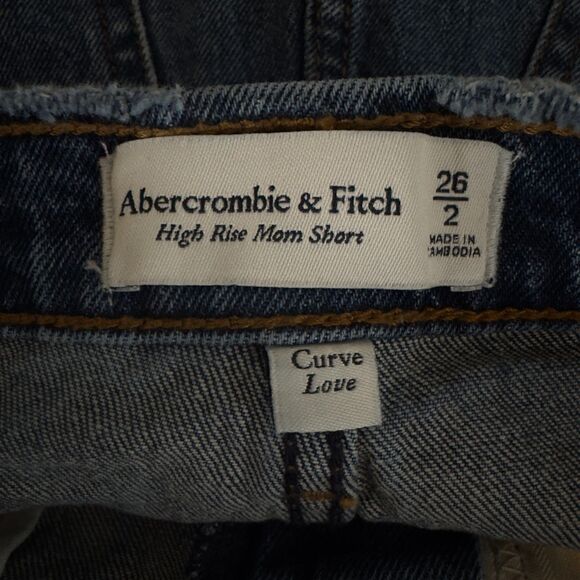 Abercrombie & Fitch
High Rise Mom Short
26
2
MADE IN
CAMBODIA
Curve
Love